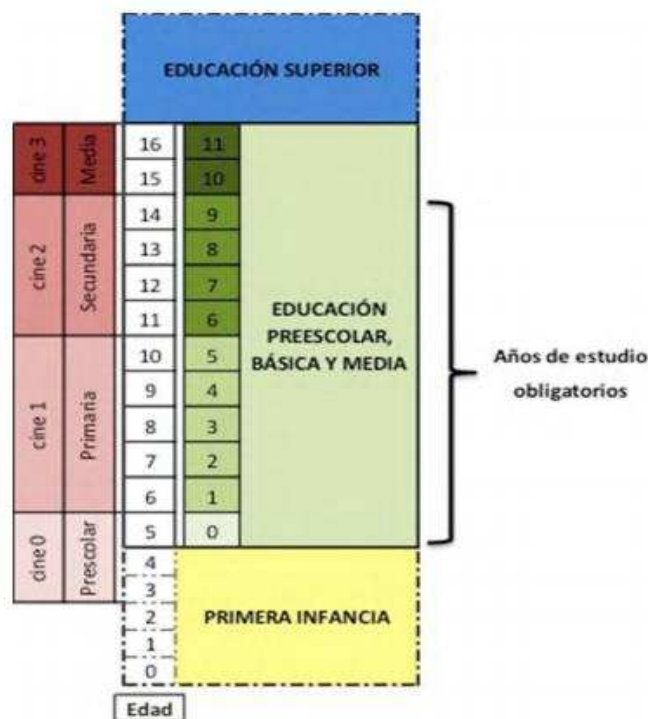 EDUCACIÓN SUPERIOR
cine 3
Media
16
11
15
10
cine 2
Secundaria
14
9
13
8
12
7
11
6
cine 1
Primaria
10
5
9
4
8
3
7
2
6
1
cine 0
Prescolar
5
0
4
3
2
1
0
EDUCACIÓN
PREESCOLAR,
BÁSICA Y MEDIA
Años de estudio
obligatorios
PRIMERA INFANCIA
Edad